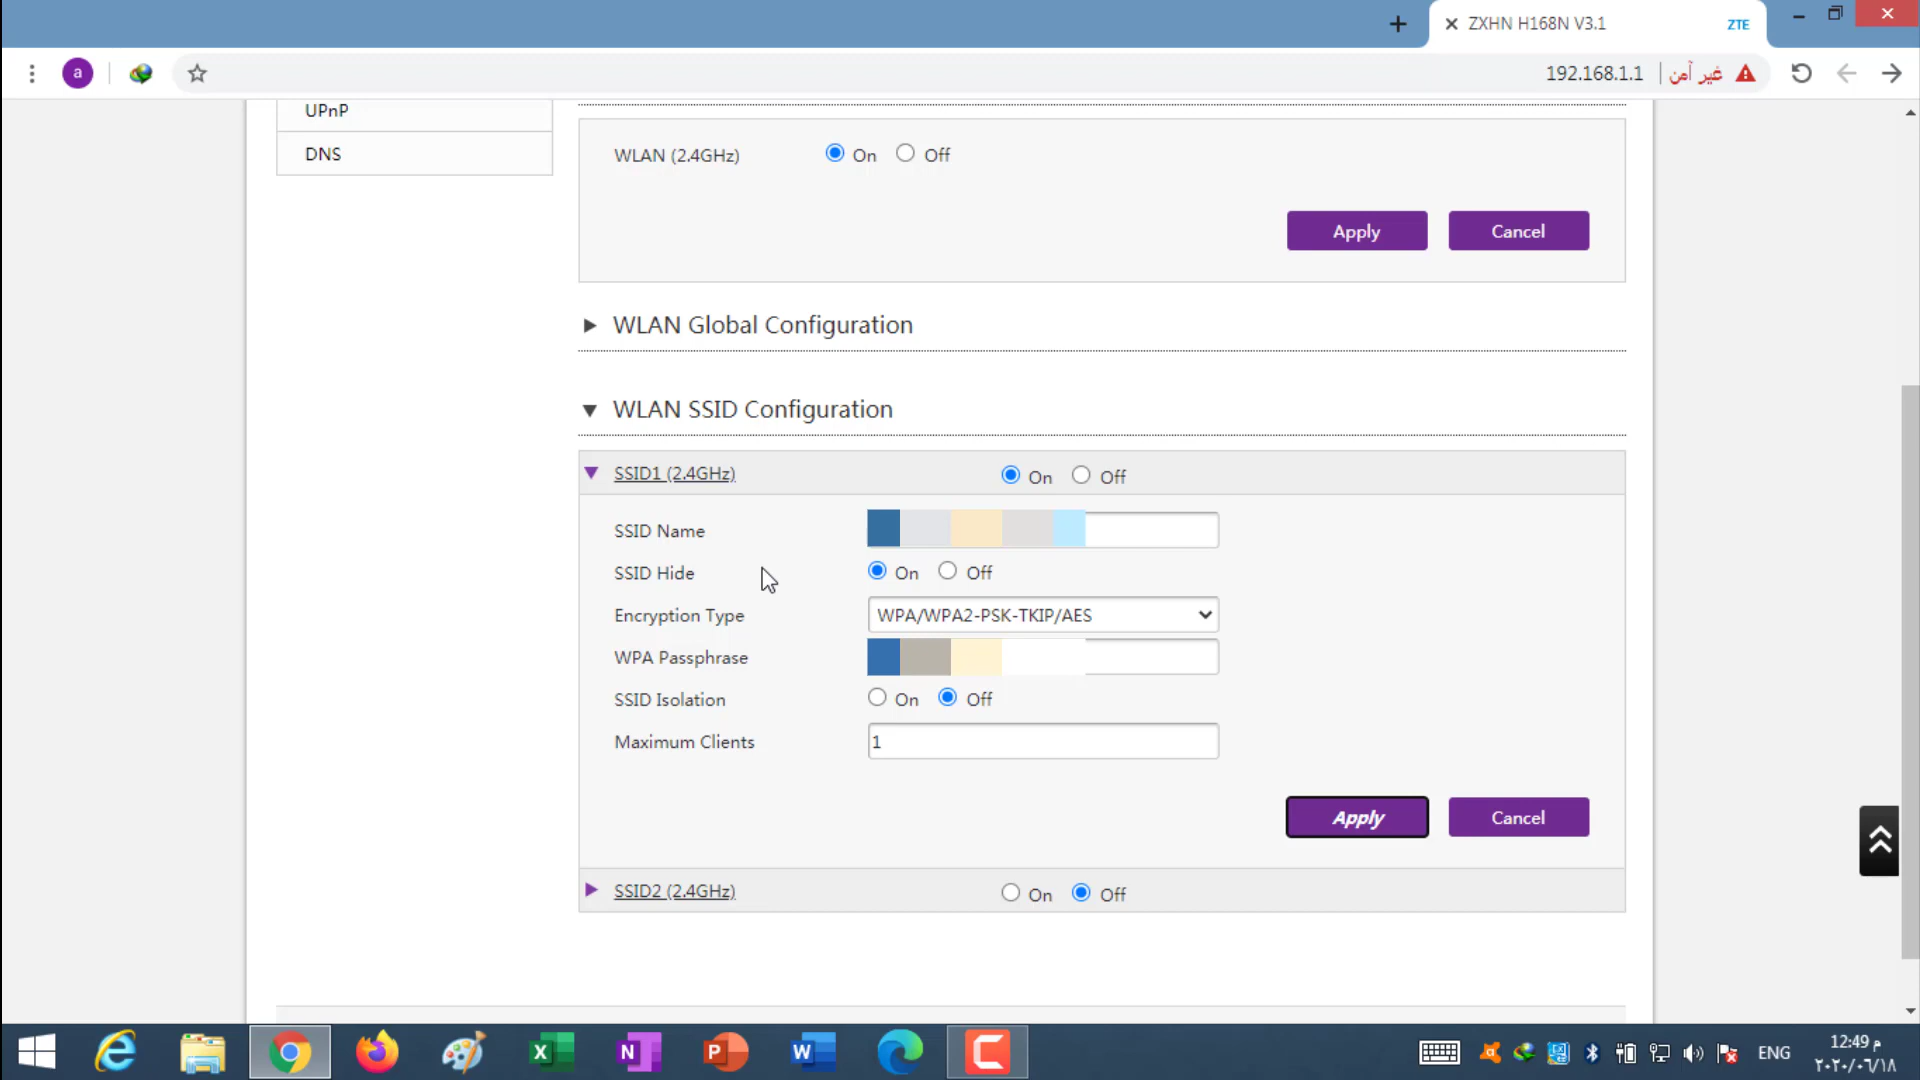 ZXHN H168N V3.1
ZTE
a
192.168.1.1
غير آمن
UPnP
DNS
WLAN (2.4GHz)
On
Off
Apply
Cancel
WLAN Global Configuration
WLAN SSID Configuration
SSID1 (2.4GHz)
On
Off
SSID Name
SSID Hide
On
Off
Encryption Type
WPA/WPA2-PSK-TKIP/AES
WPA Passphrase
SSID Isolation
On
Off
Maximum Clients
1
Apply
Cancel
SSID2 (2.4GHz)
On
Off
ENG
12:49 م
٢٠٢٠/٠٦/١٨